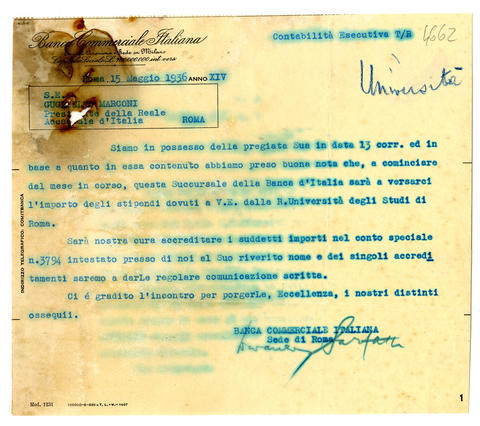 Contabilità Esecutiva T/R
4662
Banca Commerciale Italiana
Roma, 15 Maggio 1936 ANNO XIV
Università
S.E.
GUGLIELMO MARCONI
Presidente della Reale
Accademia d'Italia ROMA
Siamo in possesso della pregiata Sua in data 13 corr. ed in
base a quanto in essa contenuto abbiamo preso buona nota che, a cominciare
dal mese in corso, questa Succursale della Banca d'Italia sarà a versarci
l'importo degli stipendi dovuti a V.E. dalla R.Università degli Studi di
Roma.
Sarà nostra cura accreditare i suddetti importi nel conto speciale
n.3794 intestato presso di noi al Suo riverito nome e dei singoli accredi
tamenti saremo a darLe regolare comunicazione scritta.
Ci é gradito l'incontro per porgerLe, Eccellenza, i nostri distinti
ossequii.
BANCA COMMERCIALE ITALIANA
Sede di Roma
INDIRIZZO TELEGRAFICO: COMITBANCA
Mod. 1231
1